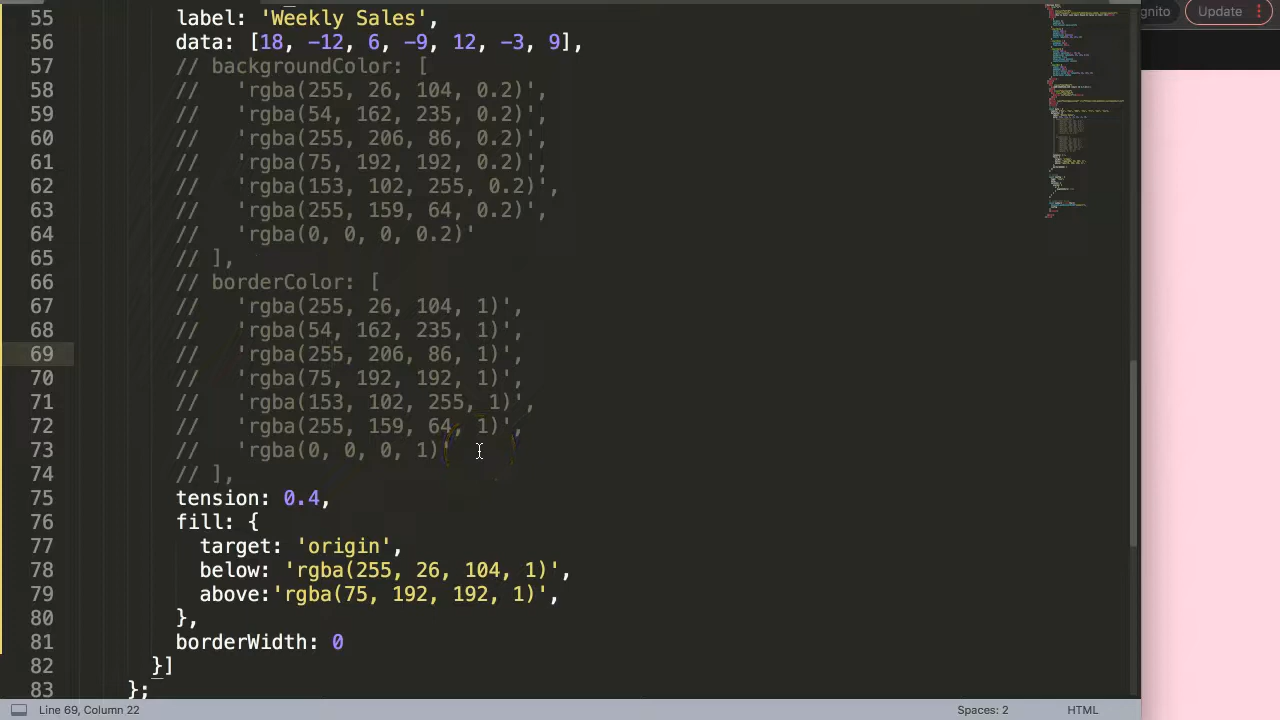 gnito Update
55 label: 'Weekly Sales',
56 data: [18, -12, 6, -9, 12, -3, 9],
57 // backgroundColor: [
58 //   'rgba(255, 26, 104, 0.2)',
59 //   'rgba(54, 162, 235, 0.2)',
60 //   'rgba(255, 206, 86, 0.2)',
61 //   'rgba(75, 192, 192, 0.2)',
62 //   'rgba(153, 102, 255, 0.2)',
63 //   'rgba(255, 159, 64, 0.2)',
64 //   'rgba(0, 0, 0, 0.2)'
65 // ],
66 // borderColor: [
67 //   'rgba(255, 26, 104, 1)',
68 //   'rgba(54, 162, 235, 1)',
69 //   'rgba(255, 206, 86, 1)',
70 //   'rgba(75, 192, 192, 1)',
71 //   'rgba(153, 102, 255, 1)',
72 //   'rgba(255, 159, 64, 1)',
73 //   'rgba(0, 0, 0, 1)'
74 // ],
75 tension: 0.4,
76 fill: {
77   target: 'origin',
78   below: 'rgba(255, 26, 104, 1)',
79   above:'rgba(75, 192, 192, 1)',
80 },
81 borderWidth: 0
82 }]
83 };
Line 69, Column 22 Spaces: 2 HTML